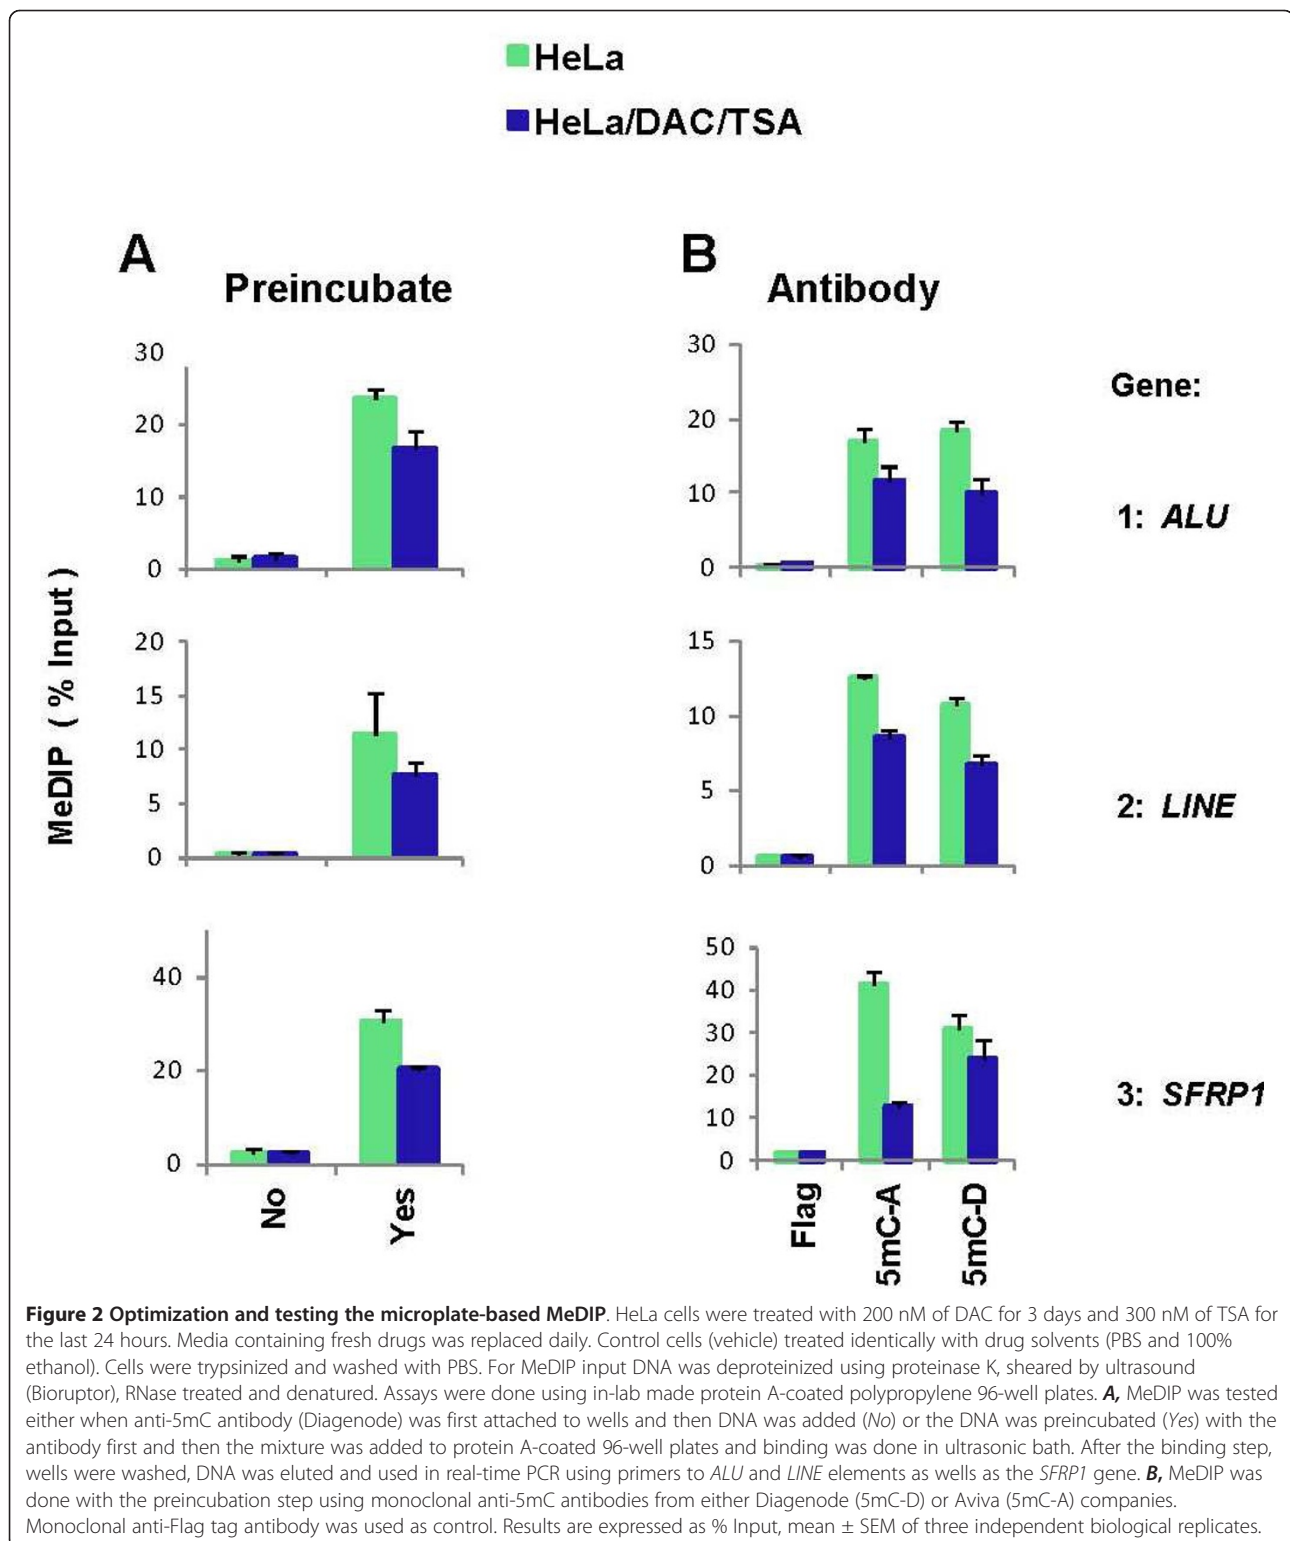 HeLa
HeLa/DAC/TSA
A
Preincubate
B
Antibody
MeDIP ( % Input )
30
20
10
0
30
20
10
0
Gene:
1: ALU
20
15
10
5
0
15
10
5
0
2: LINE
40
20
0
50
40
30
20
10
0
3: SFRP1
No
Yes
Flag
5mC-A
5mC-D
Figure 2 Optimization and testing the microplate-based MeDIP. HeLa cells were treated with 200 nM of DAC for 3 days and 300 nM of TSA for
the last 24 hours. Media containing fresh drugs was replaced daily. Control cells (vehicle) treated identically with drug solvents (PBS and 100%
ethanol). Cells were trypsinized and washed with PBS. For MeDIP input DNA was deproteinized using proteinase K, sheared by ultrasound
(Bioruptor), RNase treated and denatured. Assays were done using in-lab made protein A-coated polypropylene 96-well plates. A, MeDIP was tested
either when anti-5mC antibody (Diagenode) was first attached to wells and then DNA was added (No) or the DNA was preincubated (Yes) with the
antibody first and then the mixture was added to protein A-coated 96-well plates and binding was done in ultrasonic bath. After the binding step,
wells were washed, DNA was eluted and used in real-time PCR using primers to ALU and LINE elements as wells as the SFRP1 gene. B, MeDIP was
done with the preincubation step using monoclonal anti-5mC antibodies from either Diagenode (5mC-D) or Aviva (5mC-A) companies.
Monoclonal anti-Flag tag antibody was used as control. Results are expressed as % Input, mean ± SEM of three independent biological replicates.